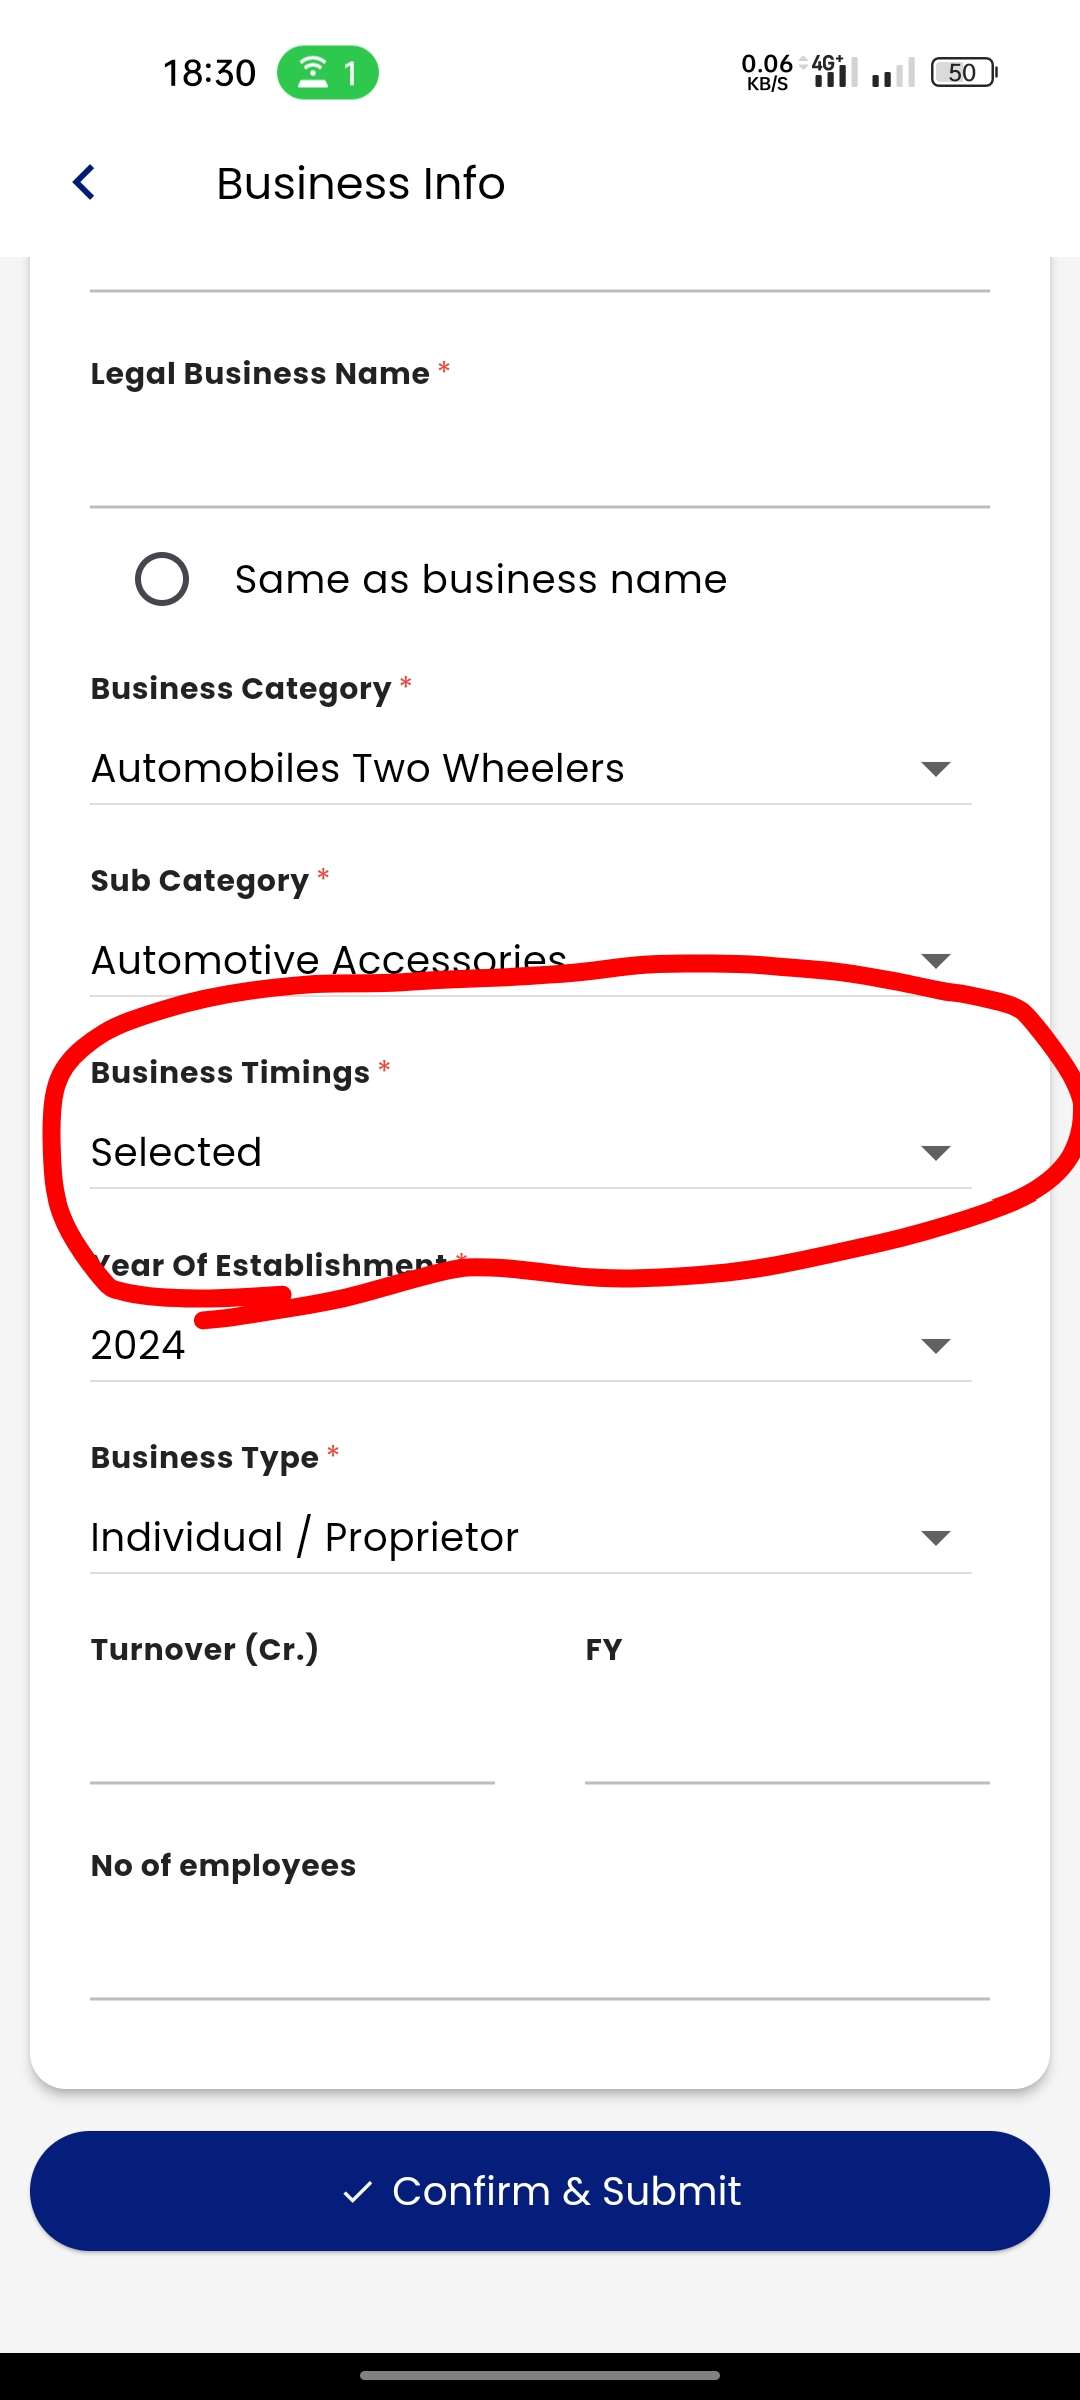 18:30 1 0.06 KB/S 4G+ 50
Business Info
Legal Business Name *
Same as business name
Business Category *
Automobiles Two Wheelers
Sub Category *
Automotive Accessories
Business Timings *
Selected
Year Of Establishment *
2024
Business Type *
Individual / Proprietor
Turnover (Cr.) FY
No of employees
Confirm & Submit